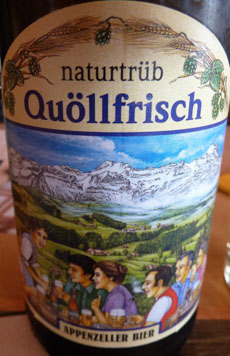 naturtrüb
Quöllfrisch
APPENZELLER BIER